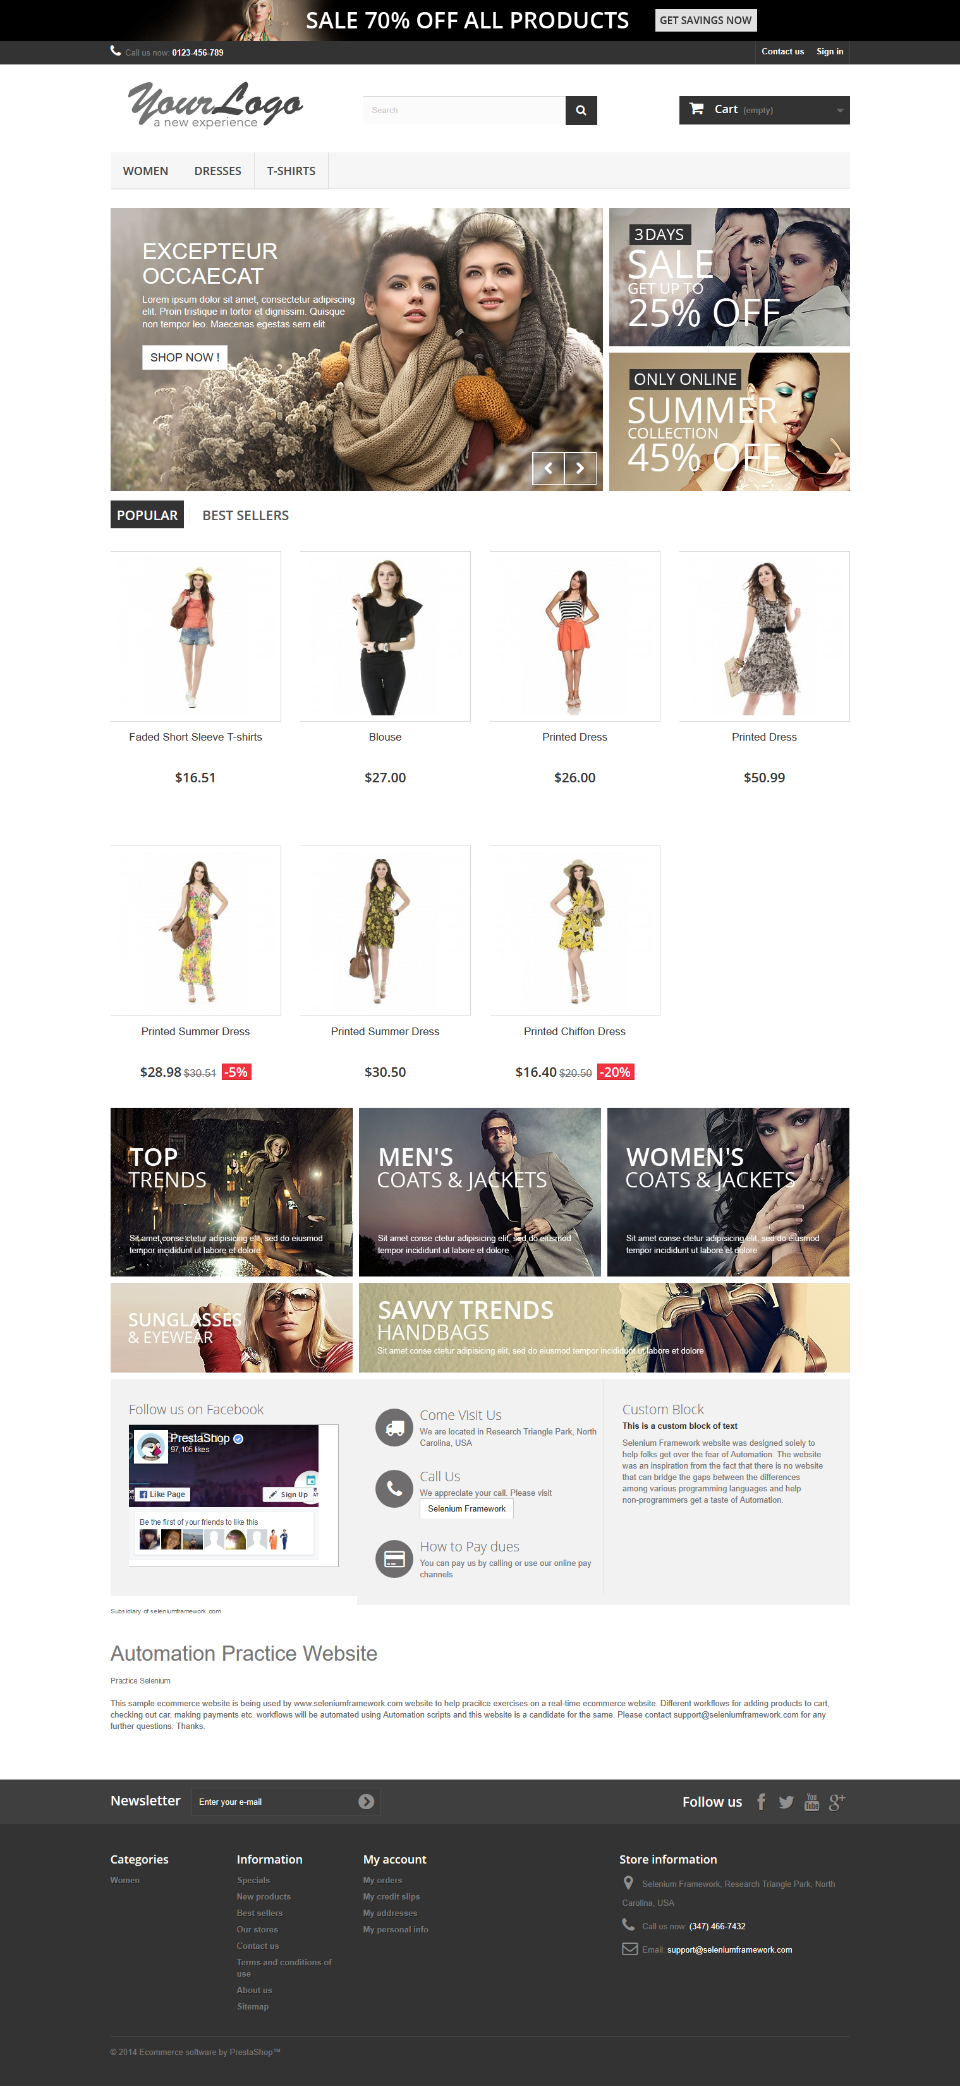 SALE 70% OFF ALL PRODUCTS
GET SAVINGS NOW
Call us now: 0123-456-789
Contact us
Sign in
YourLogo
a new experience
Search
Cart (empty)
WOMEN
DRESSES
T-SHIRTS
EXCEPTEUR
OCCAECAT
Lorem ipsum dolor sit amet, consectetur adipiscing
elit. Proin tristique in tortor et dignissim. Quisque
non tempor leo. Maecenas egestas sem elit
SHOP NOW !
3 DAYS
SALE
GET UP TO
25% OFF
ONLY ONLINE
SUMMER
COLLECTION
45% OFF
POPULAR
BEST SELLERS
Faded Short Sleeve T-shirts
Blouse
Printed Dress
Printed Dress
$16.51
$27.00
$26.00
$50.99
Printed Summer Dress
Printed Summer Dress
Printed Chiffon Dress
$28.98 $30.51 -5%
$30.50
$16.40 $20.50 -20%
TOP
TRENDS
Sit amet conse ctetur adipisicing elit, sed do eiusmod
tempor incididunt ut labore et dolore
MEN'S
COATS & JACKETS
Sit amet conse ctetur adipisicing elit, sed do eiusmod
tempor incididunt ut labore et dolore
WOMEN'S
COATS & JACKETS
Sit amet conse ctetur adipisicing elit, sed do eiusmod
tempor incididunt ut labore et dolore
SUNGLASSES
& EYEWEAR
SAVVY TRENDS
HANDBAGS
Sit amet conse ctetur adipisicing elit, sed do eiusmod tempor incididunt ut labore et dolore
Follow us on Facebook
PrestaShop
97,105 likes
Like Page
Sign Up
Be the first of your friends to like this
Come Visit Us
We are located in Research Triangle Park, North
Carolina, USA
Call Us
We appreciate your call. Please visit
Selenium Framework
How to Pay dues
You can pay us by calling or use our online pay
channels
Custom Block
This is a custom block of text
Selenium Framework website was designed solely to
help folks get over the fear of Automation. The website
was an inspiration from the fact that there is no website
that can bridge the gaps between the differences
among various programming languages and help
non-programmers get a taste of Automation.
Subsidiary of seleniumframework.com
Automation Practice Website
Practice Selenium
This sample ecommerce website is being used by www.seleniumframework.com website to help pracitce exercises on a real-time ecommerce website. Different workflows for adding products to cart,
checking out car, making payments etc. workflows will be automated using Automation scripts and this website is a candidate for the same. Please contact support@seleniumframework.com for any
further questions. Thanks.
Newsletter
Enter your e-mail
Follow us
Categories
Women
Information
Specials
New products
Best sellers
Our stores
Contact us
Terms and conditions of
use
About us
Sitemap
My account
My orders
My credit slips
My addresses
My personal info
Store information
Selenium Framework, Research Triangle Park, North
Carolina, USA
Call us now: (347) 466-7432
Email: support@seleniumframework.com
© 2014 Ecommerce software by PrestaShop™